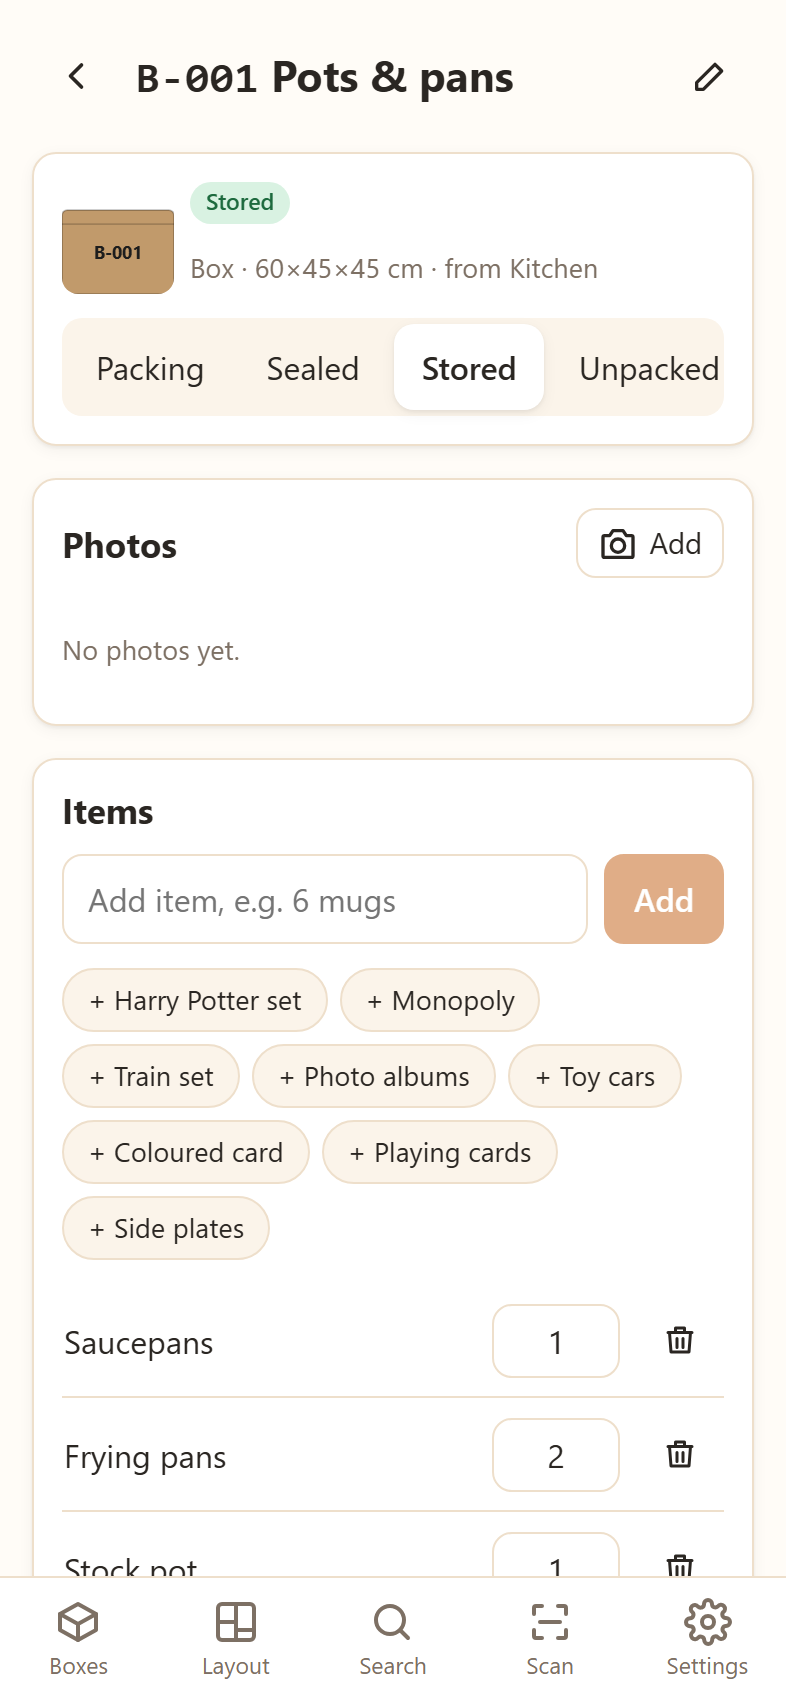 B-001 Pots & pans
Stored
B-001
Box · 60×45×45 cm · from Kitchen
Packing Sealed Stored Unpacked
Photos Add
No photos yet.
Items
Add item, e.g. 6 mugs Add
+ Harry Potter set + Monopoly
+ Train set + Photo albums + Toy cars
+ Coloured card + Playing cards
+ Side plates
Saucepans 1
Frying pans 2
Stock pot 1
Boxes Layout Search Scan Settings